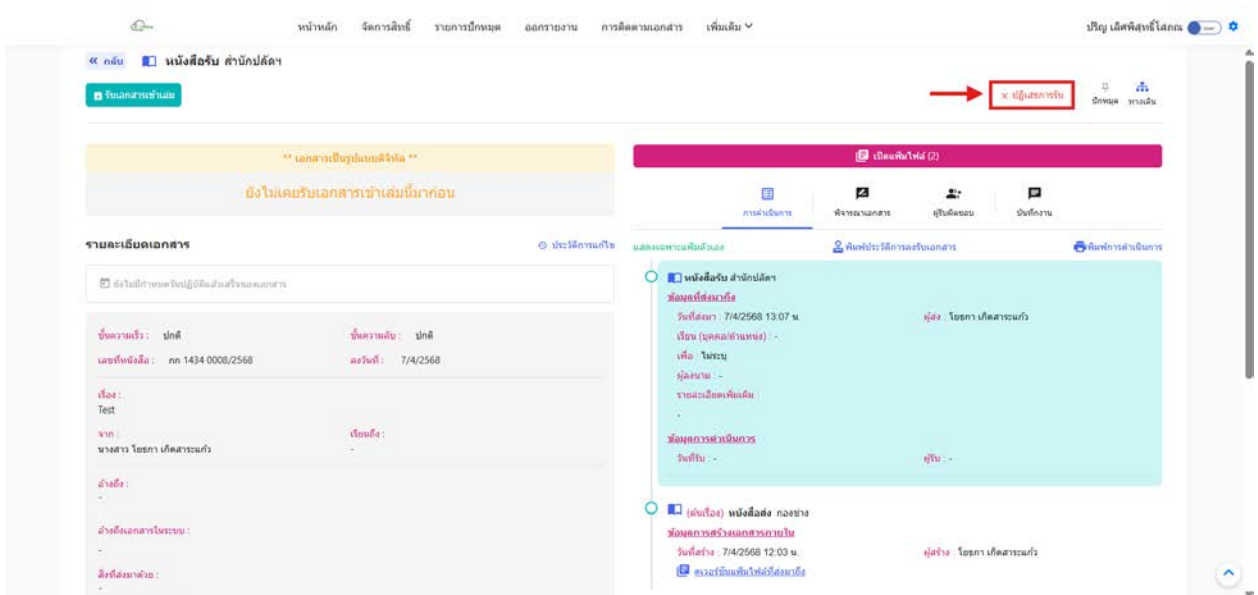 หน้าหลัก จัดการสิทธิ์ รายการปักหมุด ออกรายงาน การติดตามเอกสาร เพิ่มเติม
ปริญ เลิศพิสุทธิ์โสภณ
« กลับ หนังสือรับ สำนักปลัดฯ
รับเอกสารเข้าเล่ม
× ปฏิเสธการรับ
ปักหมุด ทางเดิน
** เอกสารเป็นรูปแบบดิจิทัล **
ยังไม่เคยรับเอกสารเข้าเล่มนี้มาก่อน
เปิดแฟ้มไฟล์ (2)
การดำเนินการ พิจารณาเอกสาร ผู้รับผิดชอบ บันทึกงาน
รายละเอียดเอกสาร
ประวัติการแก้ไข
แสดงเฉพาะแฟ้มตัวเอง พิมพ์ประวัติการลงรับเอกสาร พิมพ์การดำเนินการ
ยังไม่มีกำหนดวันปฏิบัติแล้วเสร็จของเอกสาร
ชั้นความเร็ว : ปกติ ชั้นความลับ : ปกติ
เลขที่หนังสือ : กก 1434 0008/2568 ลงวันที่ : 7/4/2568
เรื่อง :
Test
จาก : เรียนถึง :
นางสาว โยธกา เกิดสาระแก้ว -
อ้างถึง :
-
อ้างถึงเอกสารในระบบ :
-
สิ่งที่ส่งมาด้วย :
-
หนังสือรับ สำนักปลัดฯ
ข้อมูลที่ส่งมาถึง
วันที่ส่งมา : 7/4/2568 13:07 น. ผู้ส่ง : โยธกา เกิดสาระแก้ว
เรียน (บุคคล/ตำแหน่ง) : -
เพื่อ : ไม่ระบุ
ผู้ลงนาม : -
รายละเอียดเพิ่มเติม :
-
ข้อมูลการดำเนินการ
วันที่รับ : - ผู้รับ : -
(ต้นเรื่อง) หนังสือส่ง กองช่าง
ข้อมูลการสร้างเอกสารภายใน
วันที่สร้าง : 7/4/2568 12:03 น. ผู้สร้าง : โยธกา เกิดสาระแก้ว
ดูเวอร์ชันแฟ้มไฟล์ที่ส่งมาถึง